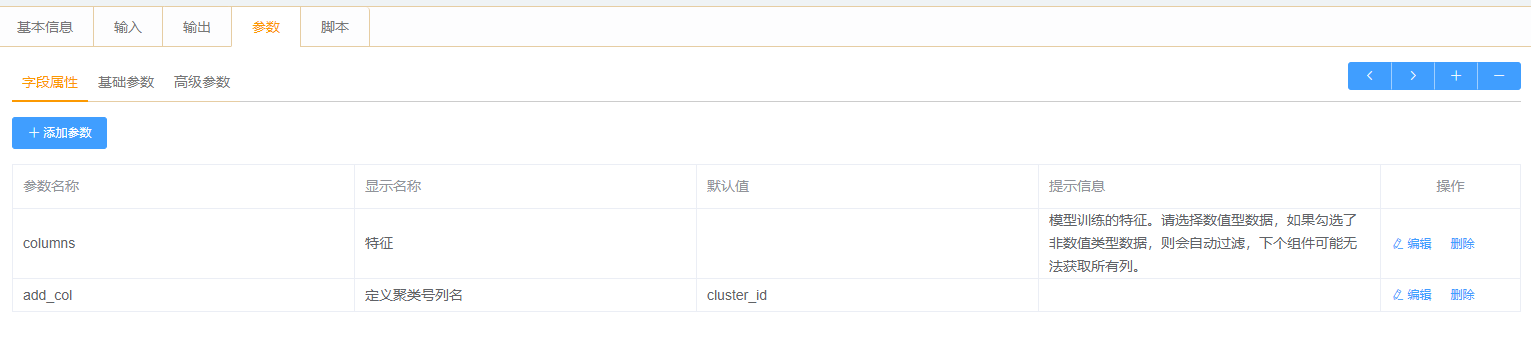 基本信息 输入 输出 参数 脚本
字段属性 基础参数 高级参数
添加参数
参数名称 显示名称 默认值 提示信息 操作
columns 特征 模型训练的特征。请选择数值型数据，如果勾选了
非数值类型数据，则会自动过滤，下个组件可能无
法获取所有列。
编辑 删除
add_col 定义聚类号列名 cluster_id 编辑 删除